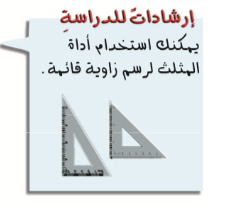 إرشادات للدراسة
يمكنك استخدام أداة
المثلث لرسم زاوية قائمة.